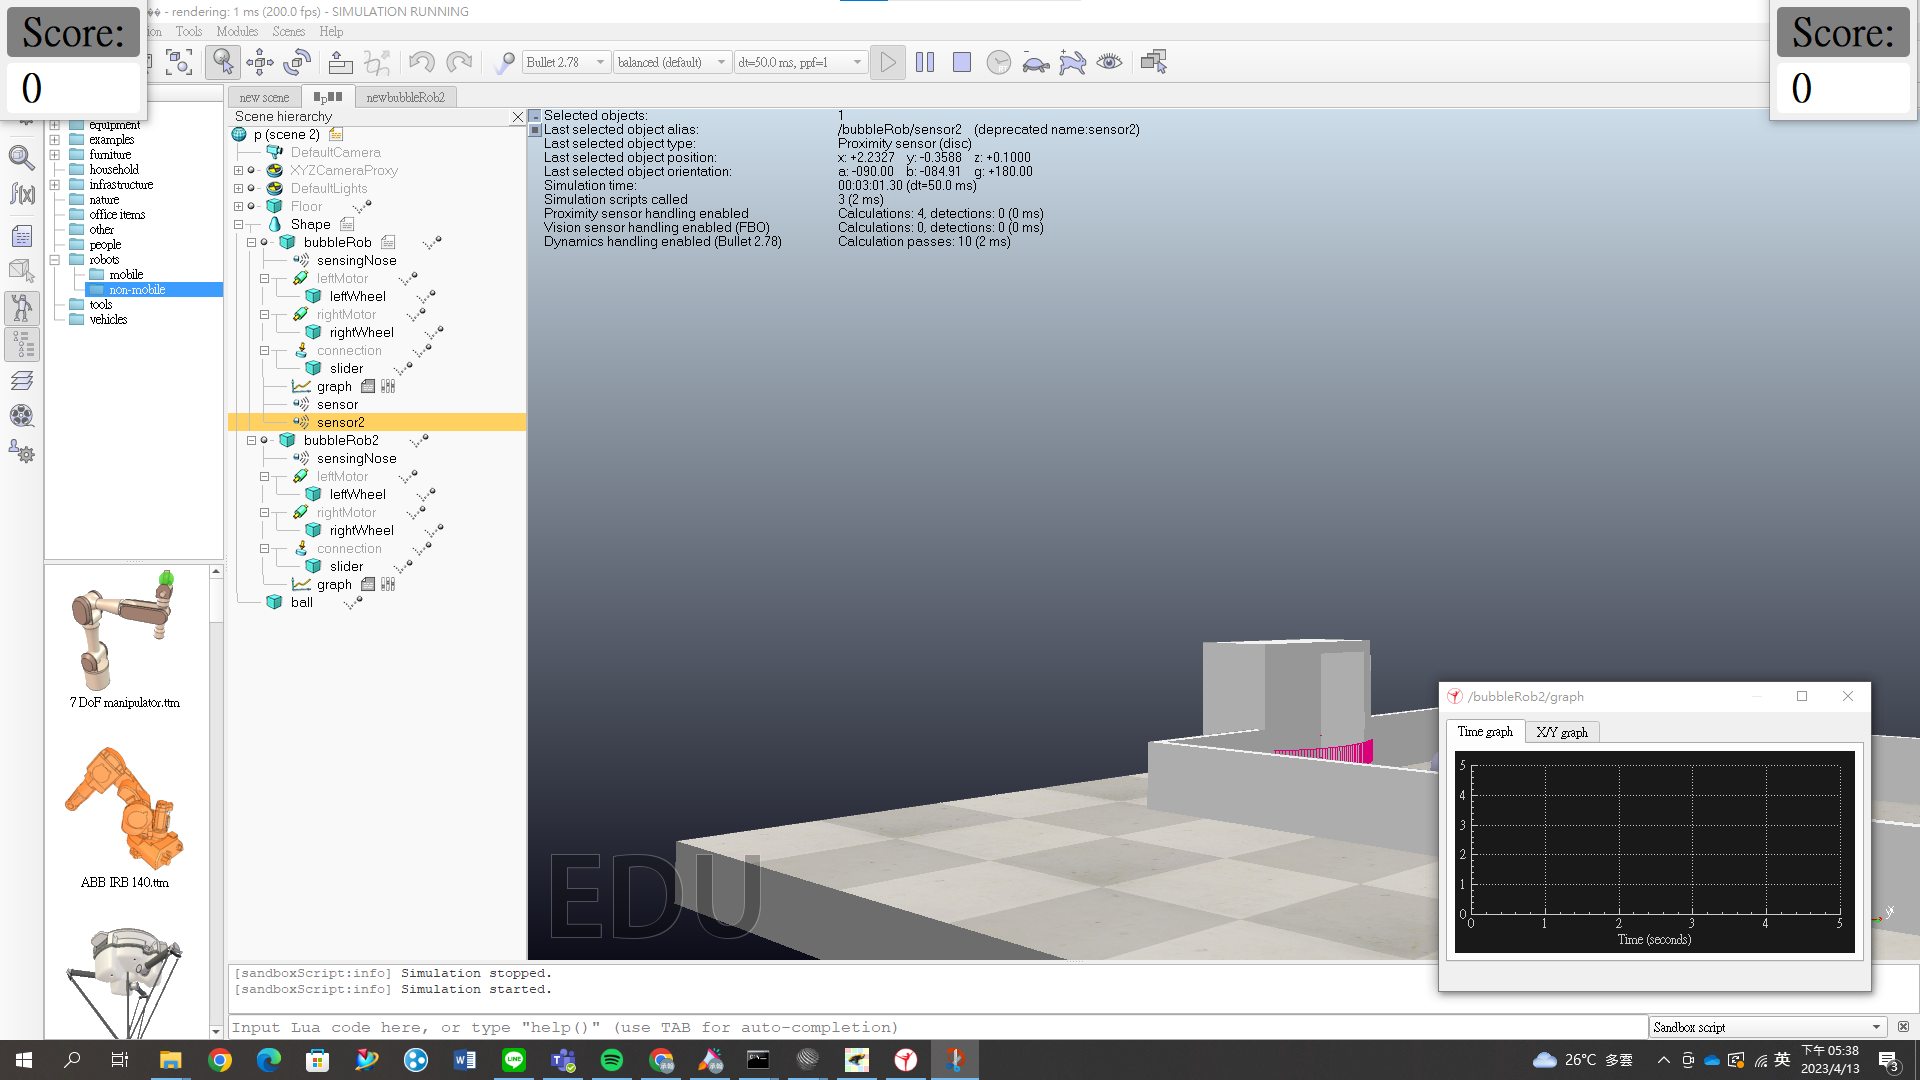 - rendering: 1 ms (200.0 fps) - SIMULATION RUNNING
Score:
0
Score:
0
Tools Modules Scenes Help
Bullet 2.78
balanced (default)
dt=50.0 ms, ppf=1
new scene
newbubbleRob2
equipment
examples
furniture
household
infrastructure
nature
office items
other
people
robots
mobile
non-mobile
tools
vehicles
7 DoF manipulator.ttm
ABB IRB 140.ttm
Scene hierarchy
p (scene 2)
DefaultCamera
XYZCameraProxy
DefaultLights
Floor
Shape
bubbleRob
sensingNose
leftMotor
leftWheel
rightMotor
rightWheel
connection
slider
graph
sensor
sensor2
bubbleRob2
sensingNose
leftMotor
leftWheel
rightMotor
rightWheel
connection
slider
graph
ball
Selected objects: 1
Last selected object alias: /bubbleRob/sensor2 (deprecated name:sensor2)
Last selected object type: Proximity sensor (disc)
Last selected object position: x: +2.2327 y: -0.3588 z: +0.1000
Last selected object orientation: a: -090.00 b: -084.91 g: +180.00
Simulation time: 00:03:01.30 (dt=50.0 ms)
Simulation scripts called 3 (2 ms)
Proximity sensor handling enabled Calculations: 4, detections: 0 (0 ms)
Vision sensor handling enabled (FBO) Calculations: 0, detections: 0 (0 ms)
Dynamics handling enabled (Bullet 2.78) Calculation passes: 10 (2 ms)
EDU
/bubbleRob2/graph
Time graph X/Y graph
5
4
3
2
1
0
0 1 2 3 4 5
Time (seconds)
[sandboxScript:info] Simulation stopped.
[sandboxScript:info] Simulation started.
Input Lua code here, or type "help()" (use TAB for auto-completion)
Sandbox script
26°C 多雲
英
下午 05:38
2023/4/13
3